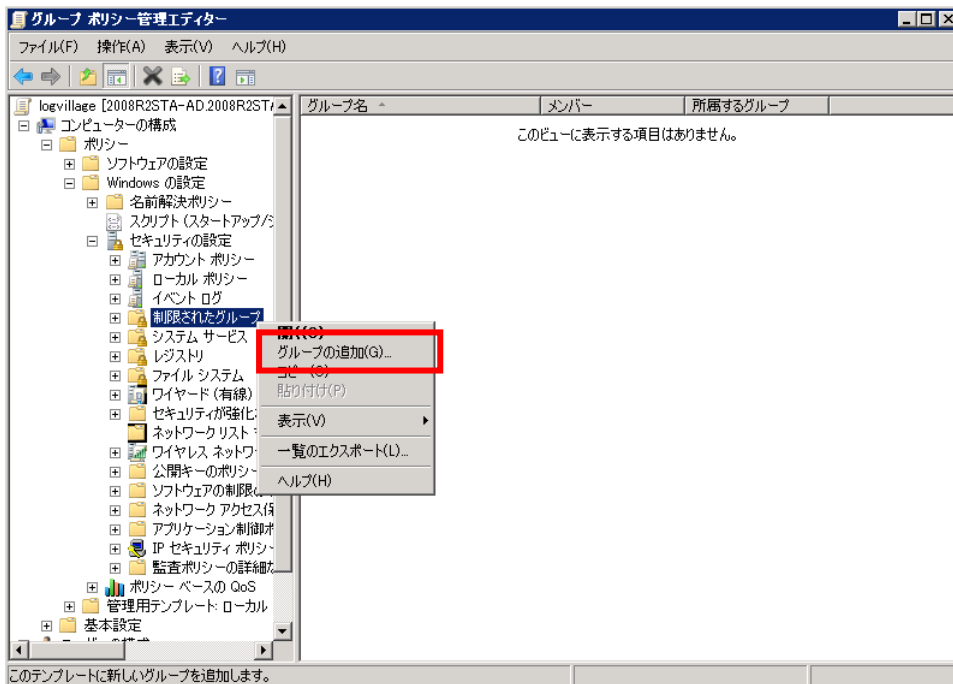 グループ ポリシー管理エディター
ファイル(F) 操作(A) 表示(V) ヘルプ(H)
logvillage [2008R2STA-AD.2008R2ST
コンピューターの構成
ポリシー
ソフトウェアの設定
Windows の設定
名前解決ポリシー
スクリプト (スタートアップ/
セキュリティの設定
アカウント ポリシー
ローカル ポリシー
イベント ログ
制限されたグループ
システム サービス
レジストリ
ファイル システム
ワイヤード (有線)
セキュリティが強化
ネットワーク リスト
ワイヤレス ネットワ
公開キーのポリシー
ソフトウェアの制限
ネットワーク アクセス保
アプリケーション制御ポ
IP セキュリティ ポリシー
監査ポリシーの詳細な
ポリシー ベースの QoS
管理用テンプレート: ローカル
基本設定
グループ名 メンバー 所属するグループ
このビューに表示する項目はありません。
開く(O)
グループの追加(G)...
コピー(C)
貼り付け(P)
表示(V)
一覧のエクスポート(L)...
ヘルプ(H)
このテンプレートに新しいグループを追加します。